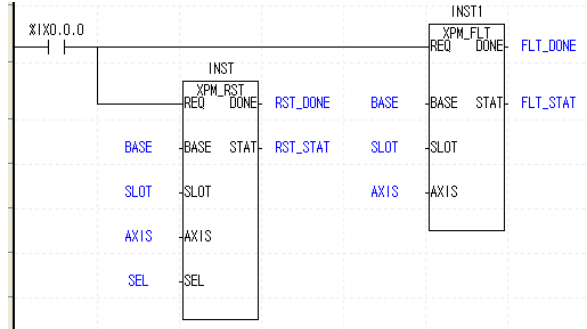 INST1
%IX0.0.0
XPM_FLT
REQ DONE FLT_DONE
INST
XPM_RST
REQ DONE RST_DONE
BASE BASE STAT FLT_STAT
BASE BASE STAT RST_STAT
SLOT SLOT
SLOT SLOT
AXIS AXIS
AXIS AXIS
SEL SEL